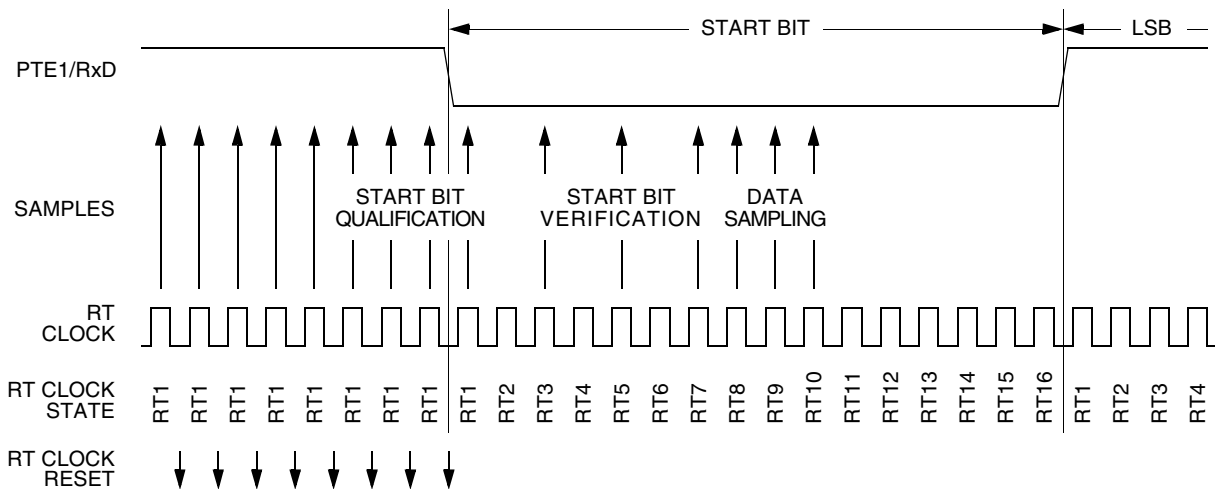 START BIT
LSB
PTE1/RxD
SAMPLES
START BIT
QUALIFICATION
START BIT
VERIFICATION
DATA
SAMPLING
RT
CLOCK
RT CLOCK
STATE
RT1 RT1 RT1 RT1 RT1 RT1 RT1 RT1 RT1 RT2 RT3 RT4 RT5 RT6 RT7 RT8 RT9 RT10 RT11 RT12 RT13 RT14 RT15 RT16 RT1 RT2 RT3 RT4
RT CLOCK
RESET